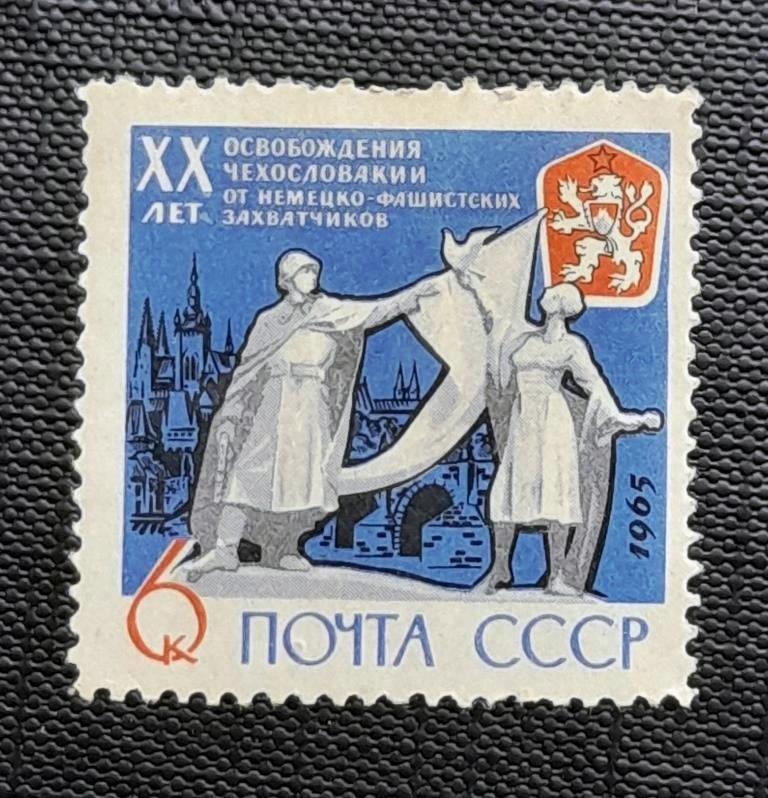 XX ЛЕТ
ОСВОБОЖДЕНИЯ
ЧЕХОСЛОВАКИИ
ОТ НЕМЕЦКО-ФАШИСТСКИХ
ЗАХВАТЧИКОВ
1965
6к ПОЧТА СССР